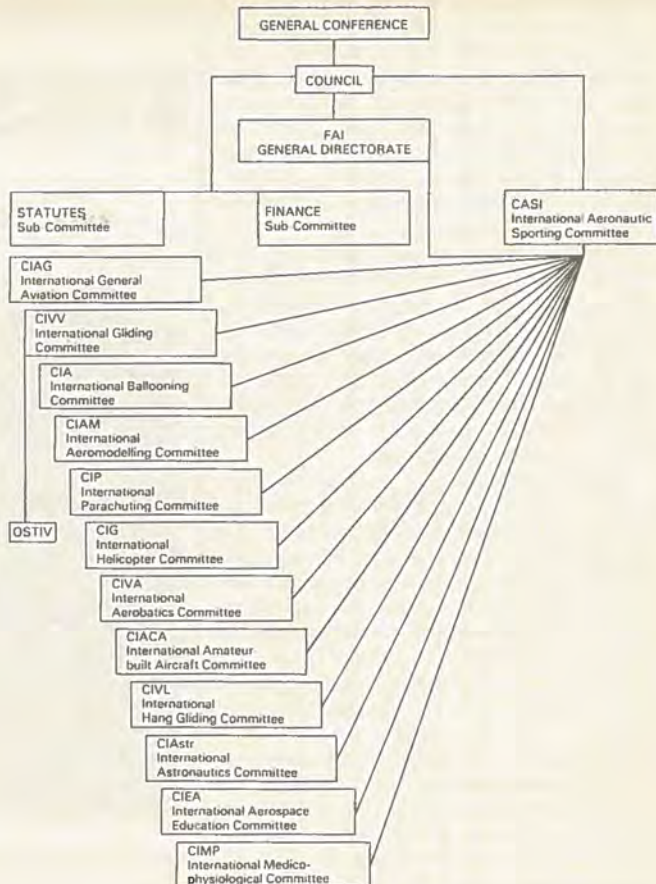 GENERAL CONFERENCE
COUNCIL
FAI
GENERAL DIRECTORATE
STATUTES
Sub Committee
FINANCE
Sub Committee
CASI
International Aeronautic
Sporting Committee
CIAG
International General
Aviation Committee
CIVV
International Gliding
Committee
CIA
International Ballooning
Committee
CIAM
International
Aeromodelling Committee
CIP
International
Parachuting Committee
OSTIV
CIG
International
Helicopter Committee
CIVA
International
Aerobatics Committee
CIACA
International Amateur
built Aircraft Committee
CIVL
International
Hang Gliding Committee
CIAstr
International
Astronautics Committee
CIEA
International Aerospace
Education Committee
CIMP
International Medico-
physiological Committee